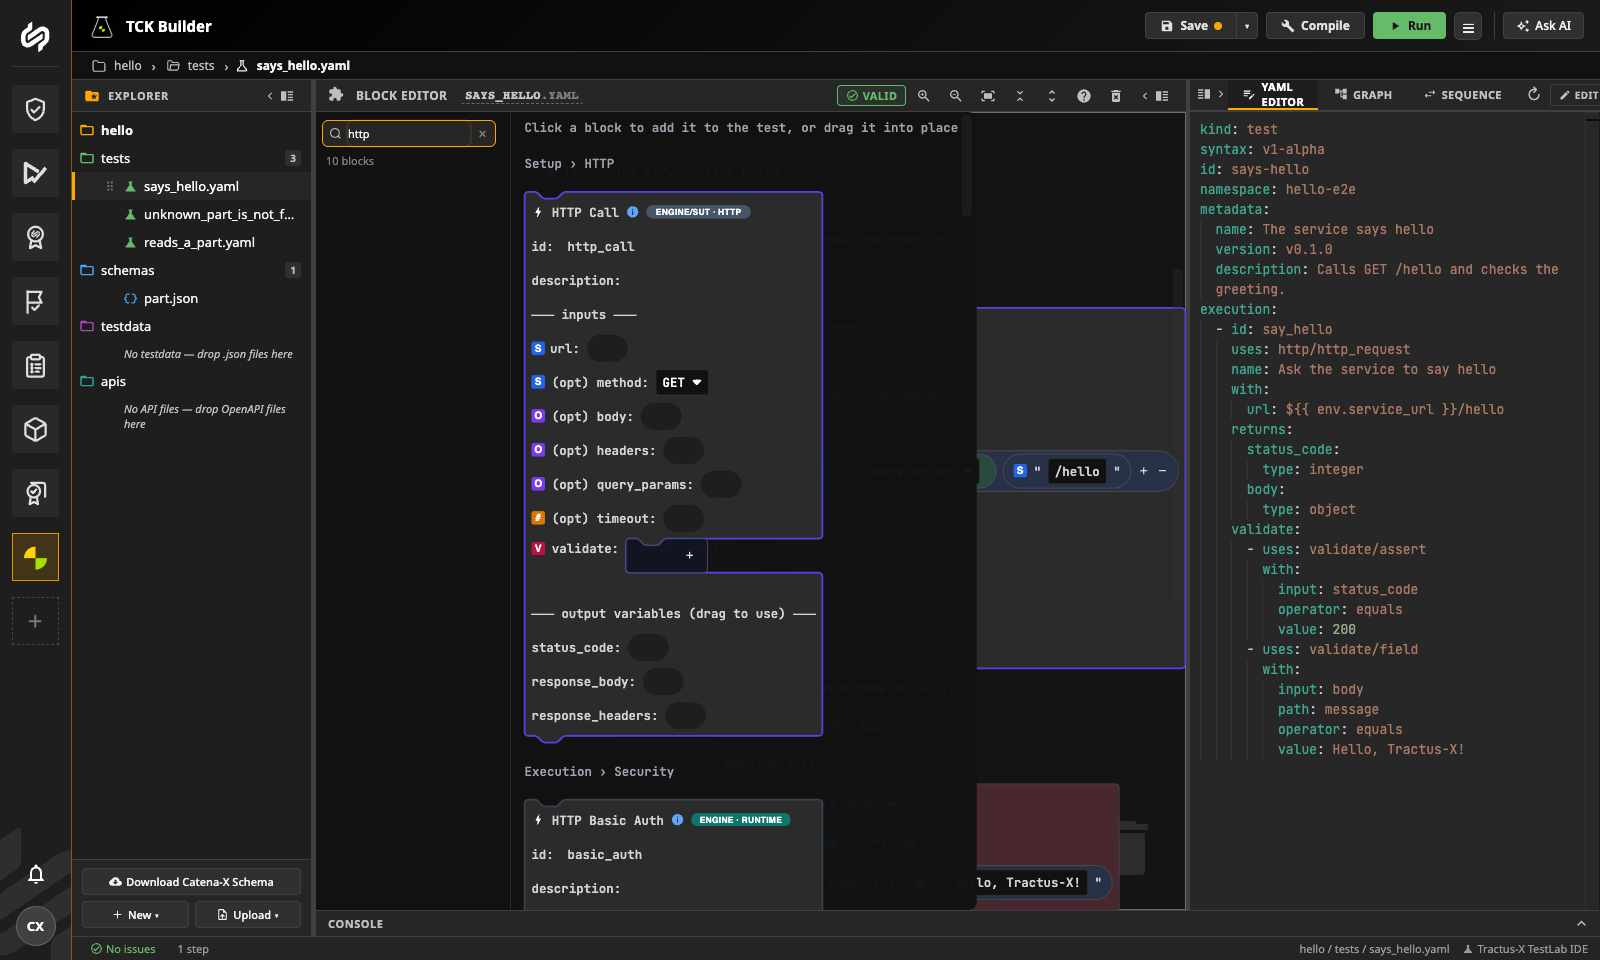 TCK Builder
Save
Compile
Run
Ask AI
hello › tests › says_hello.yaml
EXPLORER
hello
tests 3
says_hello.yaml
unknown_part_is_not_f...
reads_a_part.yaml
schemas 1
part.json
testdata
No testdata — drop .json files here
apis
No API files — drop OpenAPI files
here
Download Catena-X Schema
+ New
Upload
CX
BLOCK EDITOR
SAYS_HELLO.YAML
VALID
http
10 blocks
Click a block to add it to the test, or drag it into place
Setup › HTTP
HTTP Call i ENGINE/SUT · HTTP
id: http_call
description:
inputs
S url:
S (opt) method: GET
O (opt) body:
O (opt) headers:
O (opt) query_params:
# (opt) timeout:
V validate: +
output variables (drag to use)
status_code:
response_body:
response_headers:
Execution › Security
HTTP Basic Auth i ENGINE · RUNTIME
id: basic_auth
description:
S " /hello " + −
lo, Tractus-X! "
CONSOLE
YAML
EDITOR
GRAPH
SEQUENCE
EDIT
kind: test
syntax: v1-alpha
id: says-hello
namespace: hello-e2e
metadata:
name: The service says hello
version: v0.1.0
description: Calls GET /hello and checks the
greeting.
execution:
- id: say_hello
uses: http/http_request
name: Ask the service to say hello
with:
url: ${{ env.service_url }}/hello
returns:
status_code:
type: integer
body:
type: object
validate:
- uses: validate/assert
with:
input: status_code
operator: equals
value: 200
- uses: validate/field
with:
input: body
path: message
operator: equals
value: Hello, Tractus-X!
No issues
1 step
hello / tests / says_hello.yaml
Tractus-X TestLab IDE